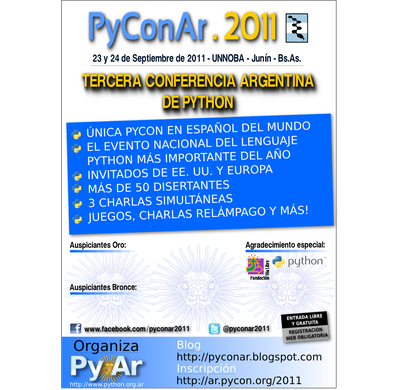 PyConAr.2011
23 y 24 de Septiembre de 2011 - UNNOBA - Junín - Bs.As.
TERCERA CONFERENCIA ARGENTINA
DE PYTHON
ÚNICA PYCON EN ESPAÑOL DEL MUNDO
EL EVENTO NACIONAL DEL LENGUAJE
PYTHON MÁS IMPORTANTE DEL AÑO
INVITADOS DE EE. UU. Y EUROPA
MÁS DE 50 DISERTANTES
3 CHARLAS SIMULTÁNEAS
JUEGOS, CHARLAS RELÁMPAGO Y MÁS!
Auspiciantes Oro:
Agradecimiento especial:
Fundación Vía Libre
python
Auspiciantes Bronce:
ENTRADA LIBRE
Y GRATUITA
REGISTRACION
WEB OBLIGATORIA
www.facebook.com/pyconar2011
@pyconar2011
Organiza
PyAr
http://www.python.org.ar
Blog
http://pyconar.blogspot.com
Inscripción
http://ar.pycon.org/2011